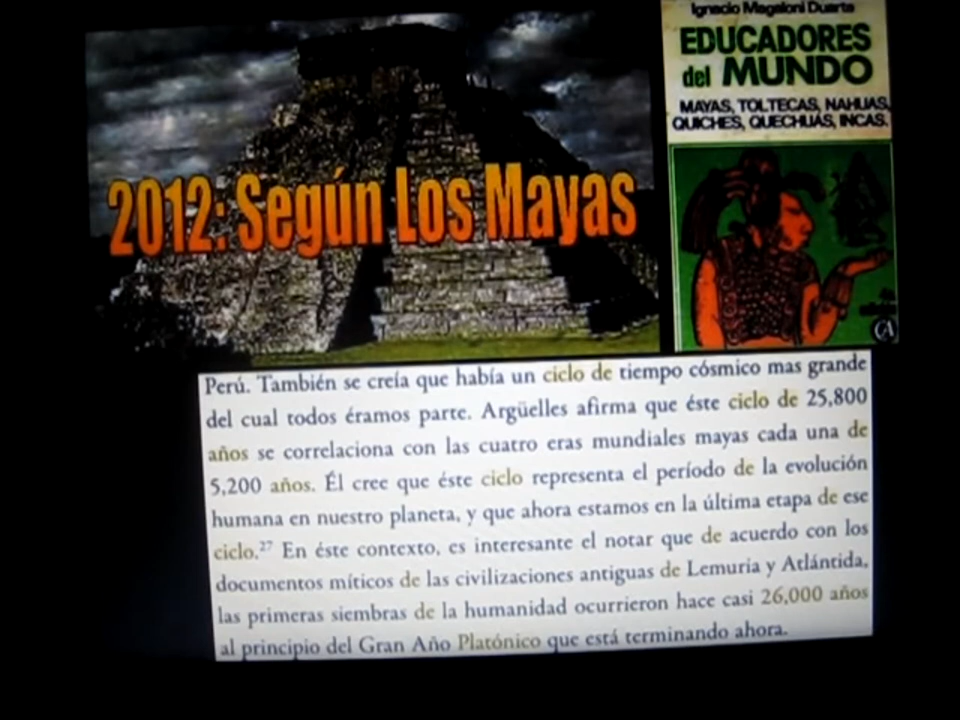 2012: Según Los Mayas
Ignacio Magaloni Duarte
EDUCADORES
del MUNDO
MAYAS, TOLTECAS, NAHUAS,
QUICHES, QUECHUAS, INCAS.
CA
Perú. También se creía que había un ciclo de tiempo cósmico mas grande
del cual todos éramos parte. Argüelles afirma que éste ciclo de 25,800
años se correlaciona con las cuatro eras mundiales mayas cada una de
5,200 años. Él cree que éste ciclo representa el período de la evolución
humana en nuestro planeta, y que ahora estamos en la última etapa de ese
ciclo.²⁷ En éste contexto, es interesante el notar que de acuerdo con los
documentos míticos de las civilizaciones antiguas de Lemuria y Atlántida,
las primeras siembras de la humanidad ocurrieron hace casi 26,000 años
al principio del Gran Año Platónico que está terminando ahora.